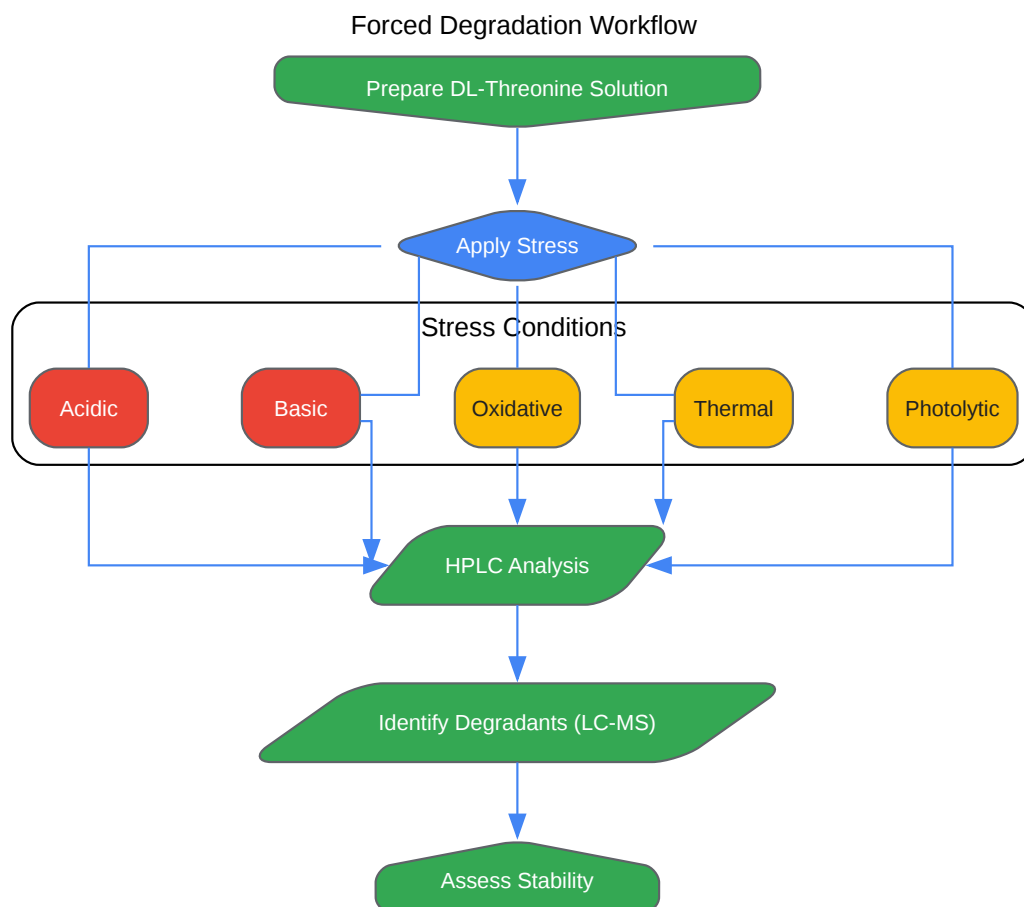 Forced Degradation Workflow
Prepare DL-Threonine Solution
Apply Stress
Stress Conditions
Acidic
Basic
Oxidative
Thermal
Photolytic
HPLC Analysis
Identify Degradants (LC-MS)
Assess Stability